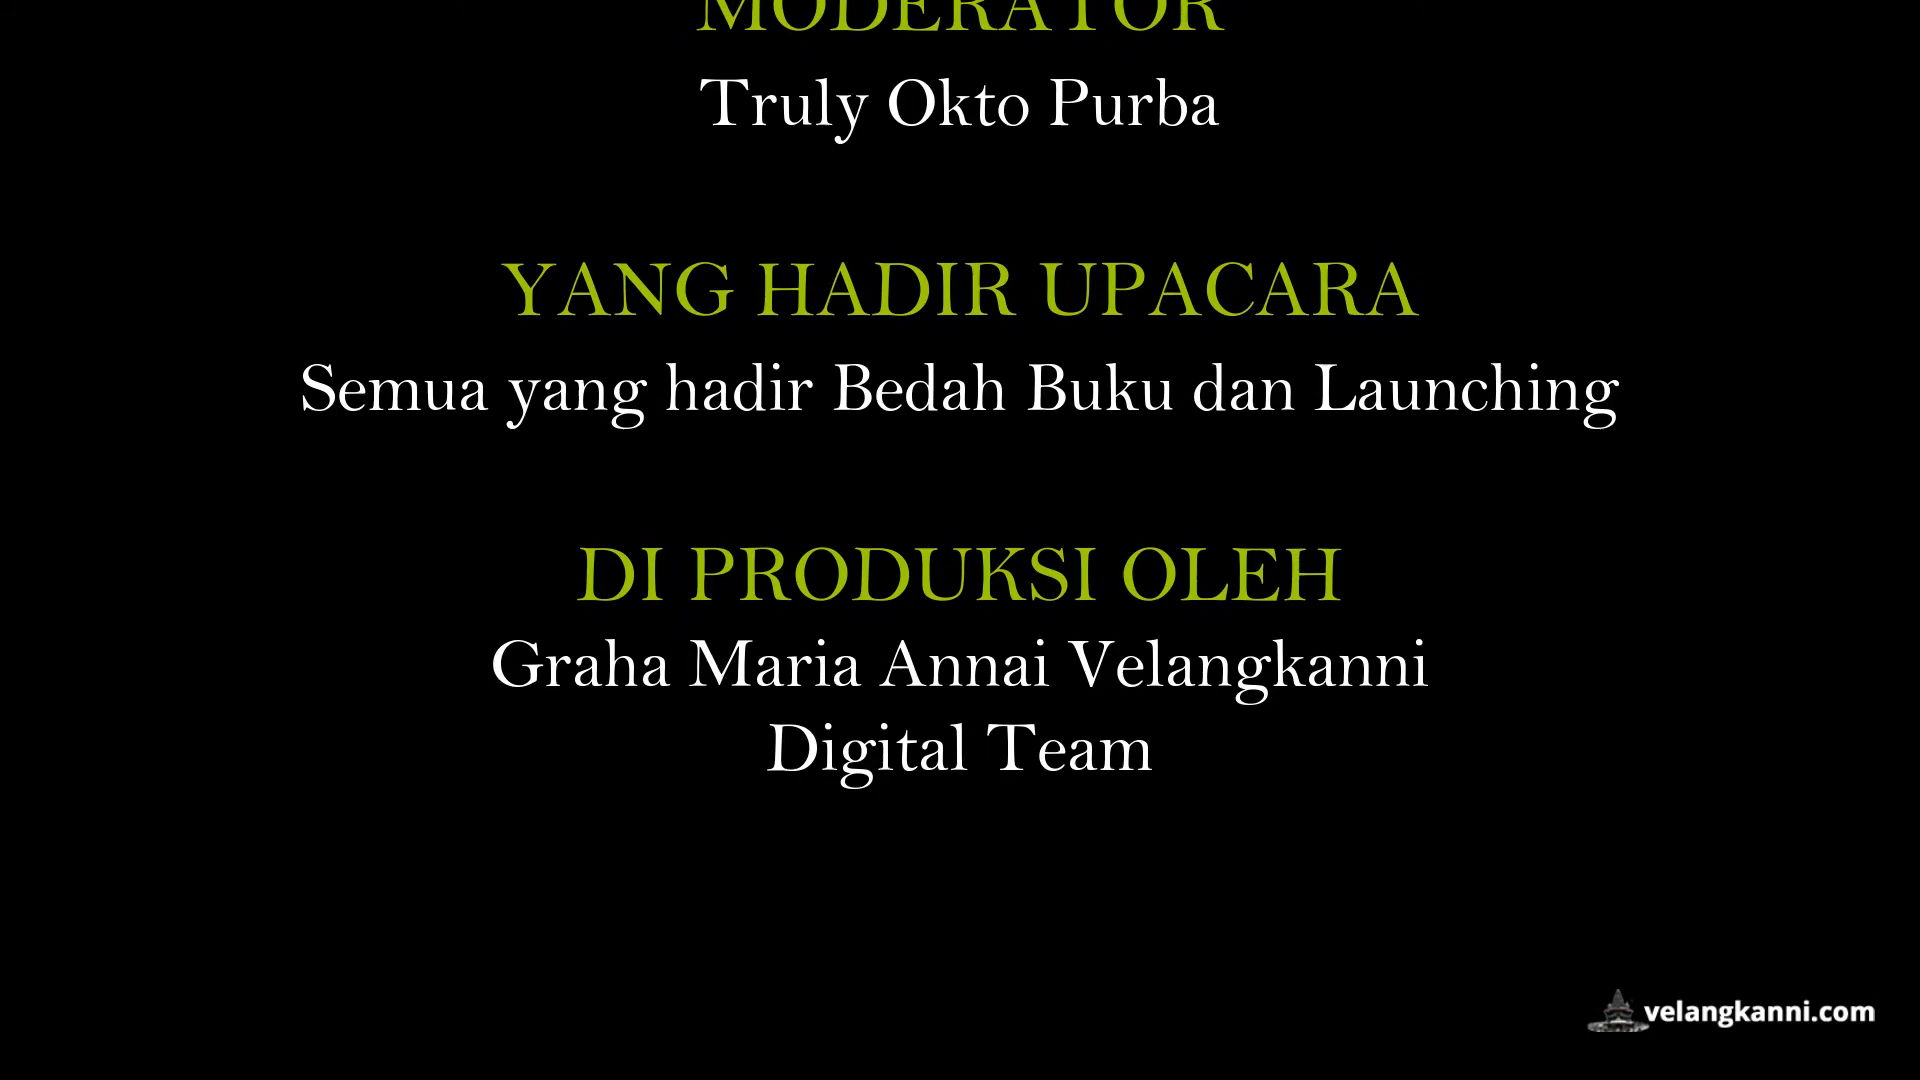 MODERATOR
Truly Okto Purba
YANG HADIR UPACARA
Semua yang hadir Bedah Buku dan Launching
DI PRODUKSI OLEH
Graha Maria Annai Velangkanni
Digital Team
velangkanni.com